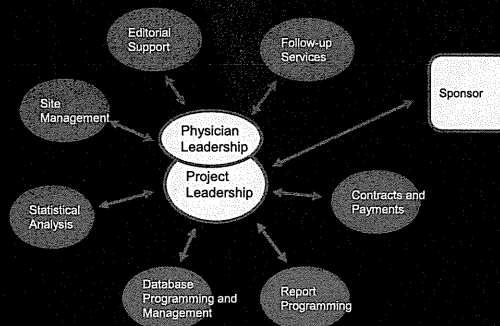 Editorial
Support
Follow-up
Services
Sponsor
Site
Management
Physician
Leadership
Project
Leadership
Contracts and
Payments
Statistical
Analysis
Database
Programming and
Management
Report
Programming